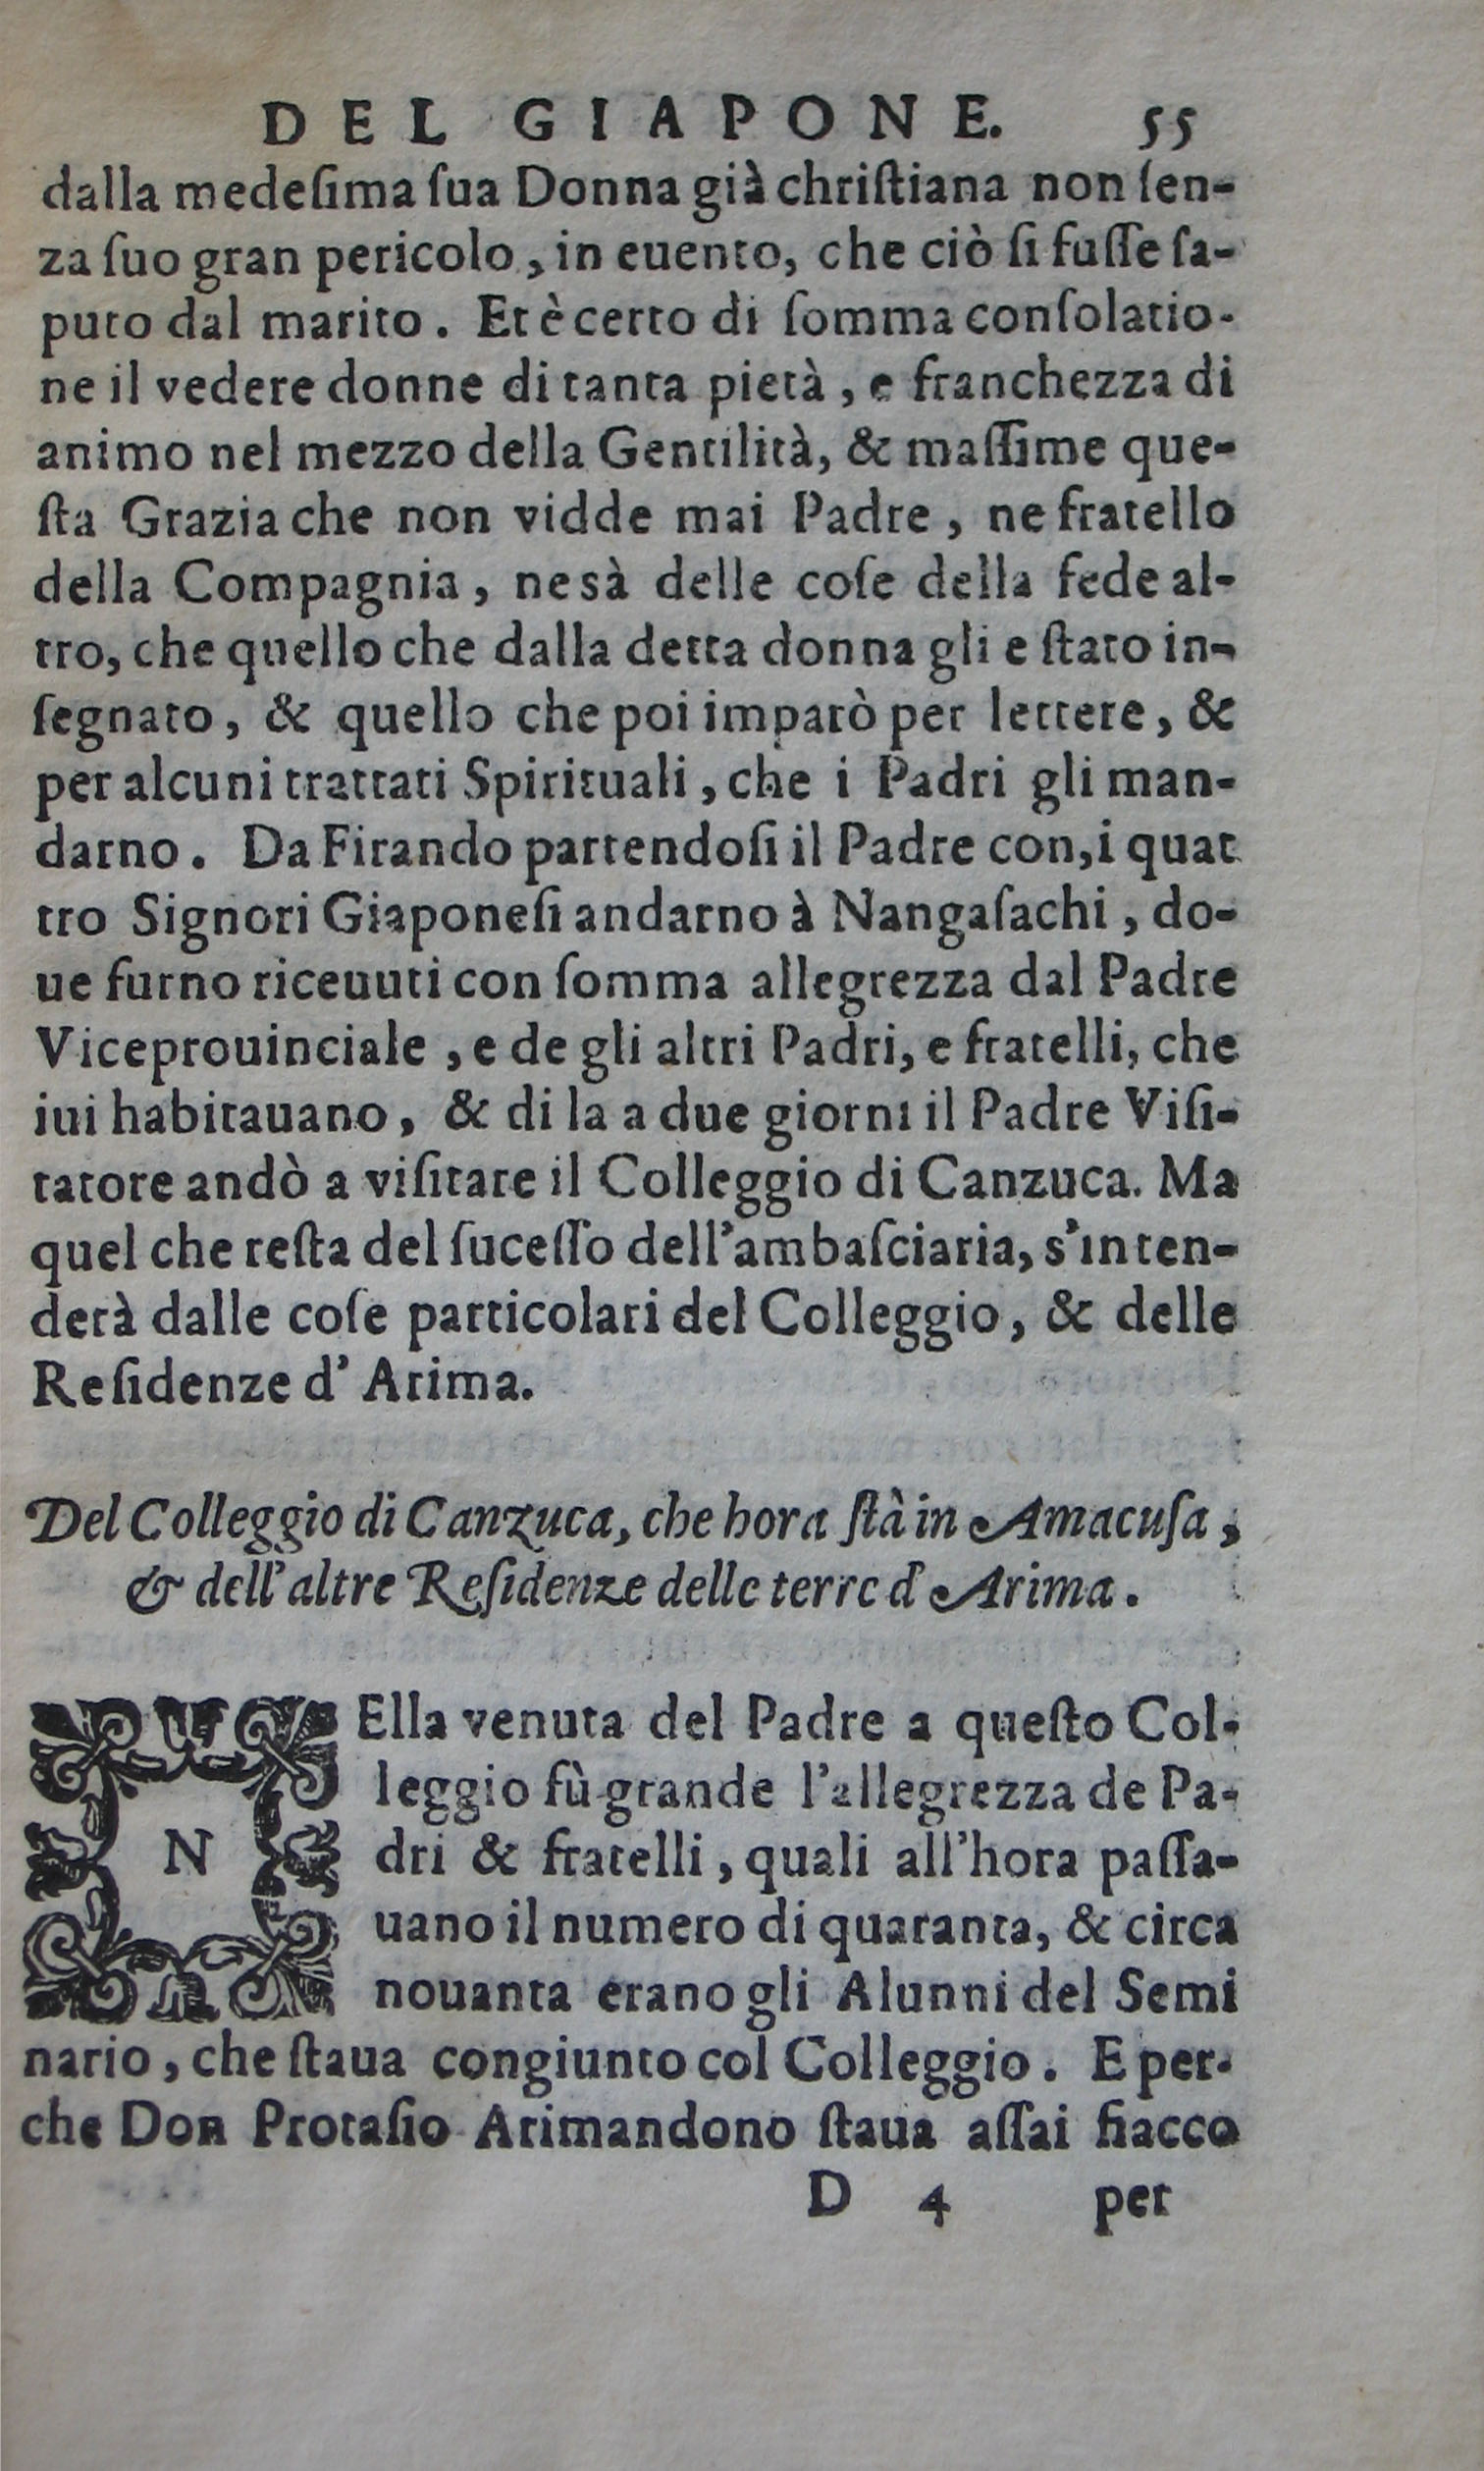 DEL GIAPONE. 55
dalla medeſima ſua Donna già chriſtiana non ſen-
za ſuo gran pericolo, in euento, che ciò ſi fuſſe ſa-
puto dal marito. Et è certo di ſomma conſolatio-
ne il vedere donne di tanta pietà, e franchezza di
animo nel mezzo della Gentilità, & maſſime que-
ſta Grazia che non vidde mai Padre, ne fratello
della Compagnia, ne sà delle coſe della fede al-
tro, che quello che dalla detta donna gli e ſtato in-
ſegnato, & quello che poi imparò per lettere, &
per alcuni trattati Spirituali, che i Padri gli man-
darno. Da Firando partendoſi il Padre con, i quat
tro Signori Giaponeſi andarno à Nangaſachi, do-
ue furno riceuuti con ſomma allegrezza dal Padre
Viceprouinciale, e de gli altri Padri, e fratelli, che
iui habitauano, & di la a due giorni il Padre Viſi-
tatore andò a viſitare il Colleggio di Canzuca. Ma
quel che reſta del ſuceſſo dell'ambaſciaria, s'inten-
derà dalle coſe particolari del Colleggio, & delle
Reſidenze d' Arima.
Del Colleggio di Canzuca, che hora ſtà in Amacuſa,
& dell'altre Reſidenze delle terre d' Arima.
NElla venuta del Padre a queſto Col-
leggio fù grande l'allegrezza de Pa-
dri & fratelli, quali all'hora paſſa-
uano il numero di quaranta, & circa
nouanta erano gli Alunni del Semi
nario, che ſtaua congiunto col Colleggio. E per-
che Don Protaſio Arimandono ſtaua aſſai fiacco
D 4 per